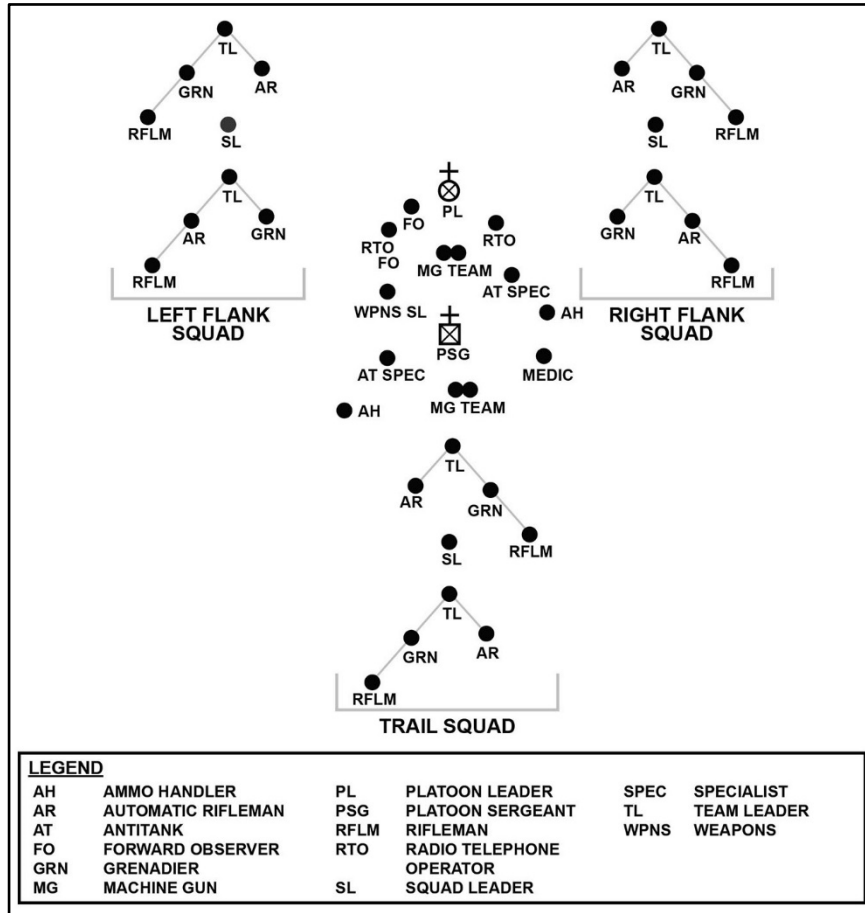 TL
TL
GRN
AR
AR
GRN
RFLM
RFLM
SL
SL
TL
TL
PL
FO
AR
GRN
GRN
AR
RTO
FO
RTO
MG TEAM
RFLM
RFLM
AT SPEC
LEFT FLANK
SQUAD
WPNS SL
AH
RIGHT FLANK
SQUAD
PSG
AT SPEC
MEDIC
MG TEAM
AH
TL
AR
GRN
RFLM
SL
TL
GRN
AR
RFLM
TRAIL SQUAD
LEGEND
AH AMMO HANDLER PL PLATOON LEADER SPEC SPECIALIST
AR AUTOMATIC RIFLEMAN PSG PLATOON SERGEANT TL TEAM LEADER
AT ANTITANK RFLM RIFLEMAN WPNS WEAPONS
FO FORWARD OBSERVER RTO RADIO TELEPHONE
GRN GRENADIER OPERATOR
MG MACHINE GUN SL SQUAD LEADER